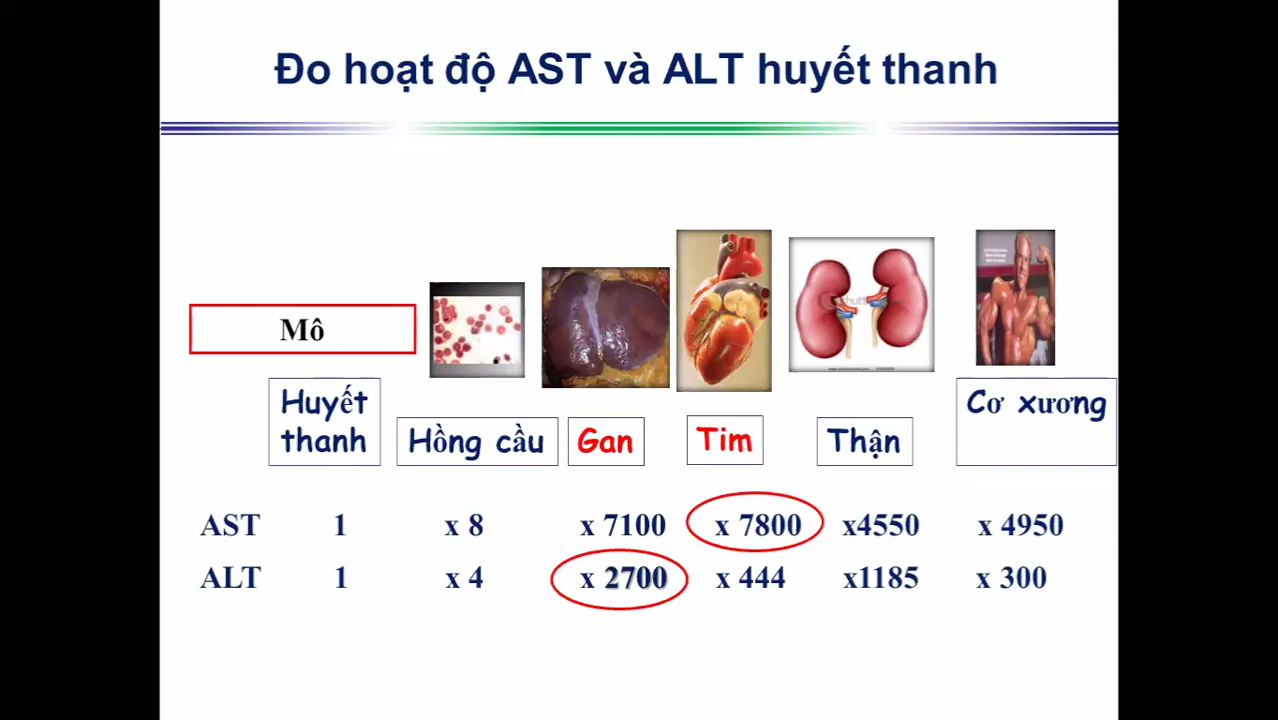 Đo hoạt độ AST và ALT huyết thanh
Mô
Huyết
thanh
Hồng cầu
Gan
Tim
Thận
Cơ xương
AST 1 x 8 x 7100 x 7800 x4550 x 4950
ALT 1 x 4 x 2700 x 444 x1185 x 300